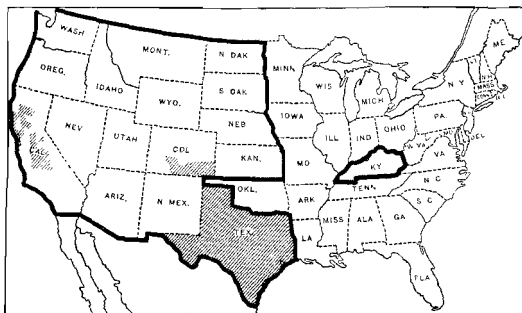 WASH
MONT.
N DAK
MINN
ME
OREG.
IDAHO
S DAK
WIS
MICH
N Y
N H
MASS
WYO.
IOWA
PA.
NEB
NEV
UTAH
COL
ILL
IND
OHIO
DEL
CAL
KAN.
MO
KY
VA
W VA
N C
TENN
ARIZ.
N MEX.
OKL.
ARK
S C
TEX.
MISS
ALA
GA
LA
FLA